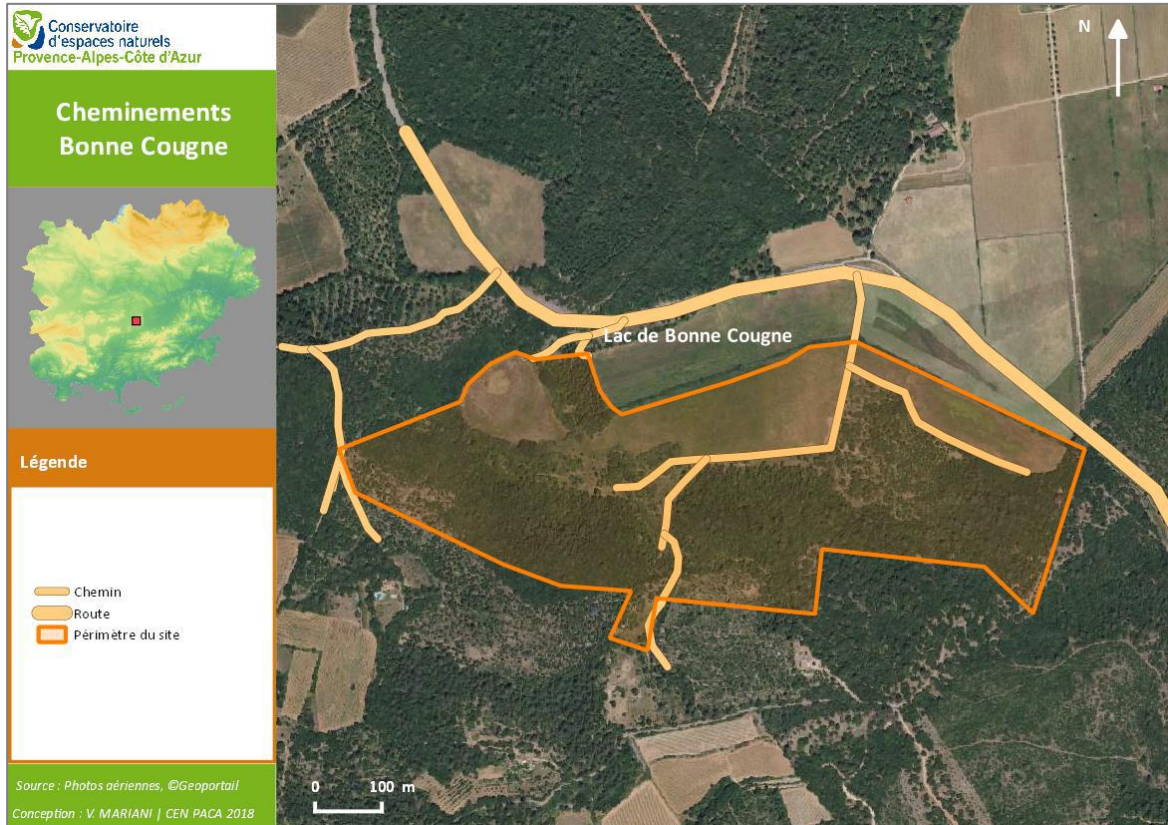 Conservatoire
d'espaces naturels
Provence-Alpes-Côte d'Azur
Cheminements
Bonne Cougne
Légende
Chemin
Route
Périmètre du site
Source : Photos aériennes, ©Geoportail
Conception : V. MARIANI | CEN PACA 2018
N
Lac de Bonne Cougne
0 100 m